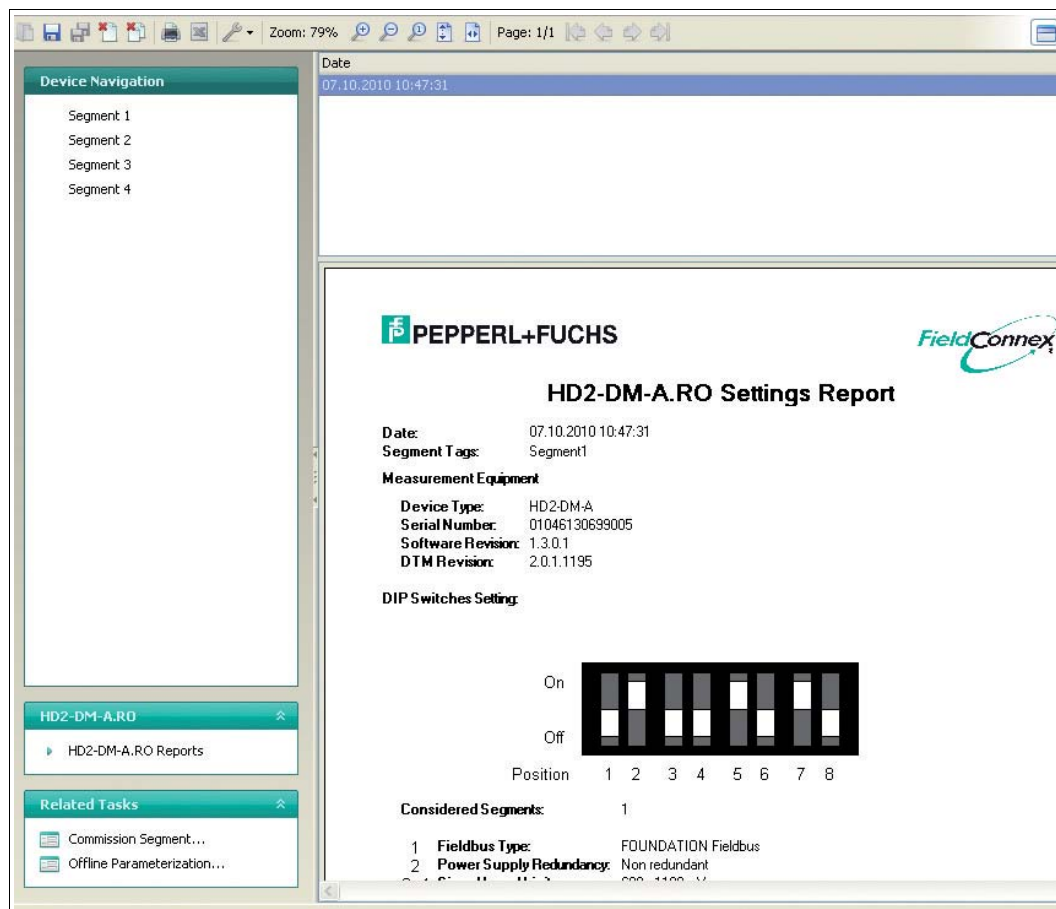 Zoom: 79% Page: 1/1
Device Navigation
Segment 1
Segment 2
Segment 3
Segment 4
HD2-DM-A.RO
HD2-DM-A.RO Reports
Related Tasks
Commission Segment...
Offline Parameterization...
Date
07.10.2010 10:47:31
PEPPERL+FUCHS
FieldConnex
HD2-DM-A.RO Settings Report
Date: 07.10.2010 10:47:31
Segment Tags: Segment1
Measurement Equipment
Device Type: HD2-DM-A
Serial Number: 01046130699005
Software Revision: 1.3.0.1
DTM Revision: 2.0.1.1195
DIP Switches Setting:
On
Off
Position 1 2 3 4 5 6 7 8
Considered Segments: 1
1 Fieldbus Type: FOUNDATION Fieldbus
2 Power Supply Redundancy: Non redundant